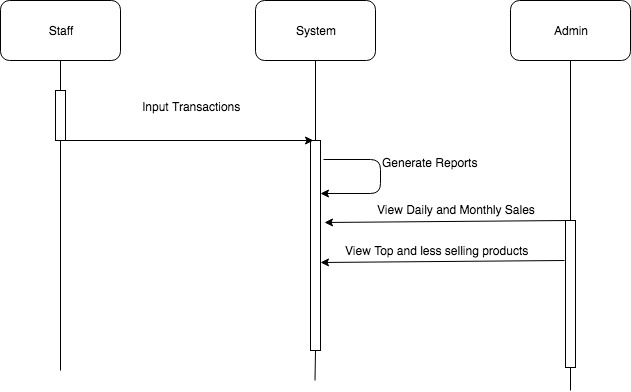 Staff
System
Admin
Input Transactions
Generate Reports
View Daily and Monthly Sales
View Top and less selling products